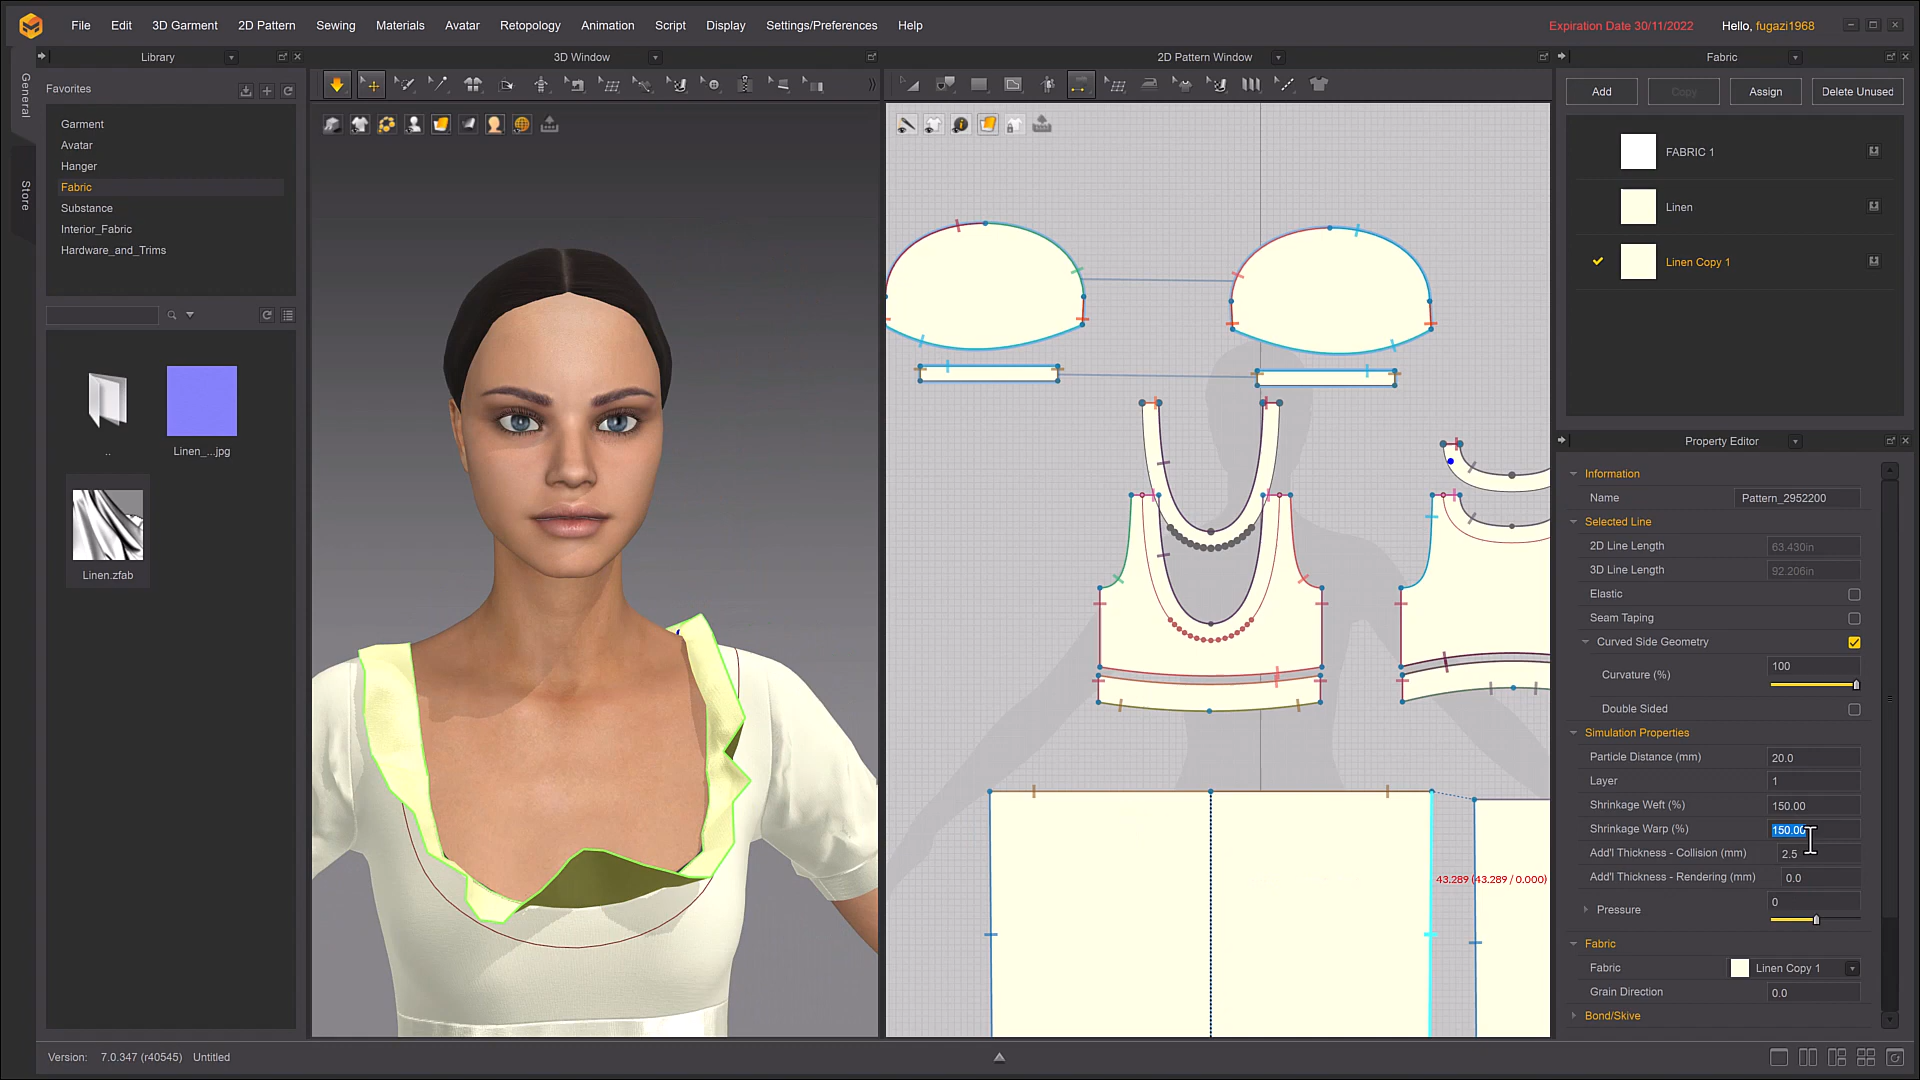 File Edit 3D Garment 2D Pattern Sewing Materials Avatar Retopology Animation Script Display Settings/Preferences Help
Expiration Date 30/11/2022 Hello, fugazi1968
Library
3D Window
2D Pattern Window
Fabric
General
Store
Favorites
Garment
Avatar
Hanger
Fabric
Substance
Interior_Fabric
Hardware_and_Trims
..
Linen_...jpg
Linen.zfab
43.289 (43.289 / 0.000)
Add Copy Assign Delete Unused
FABRIC 1
Linen
Linen Copy 1
Property Editor
Information
Name Pattern_2952200
Selected Line
2D Line Length 63.430in
3D Line Length 92.206in
Elastic
Seam Taping
Curved Side Geometry
Curvature (%) 100
Double Sided
Simulation Properties
Particle Distance (mm) 20.0
Layer 1
Shrinkage Weft (%) 150.00
Shrinkage Warp (%) 150.00
Add'l Thickness - Collision (mm) 2.5
Add'l Thickness - Rendering (mm) 0.0
Pressure 0
Fabric
Fabric Linen Copy 1
Grain Direction 0.0
Bond/Skive
Version: 7.0.347 (r40545) Untitled